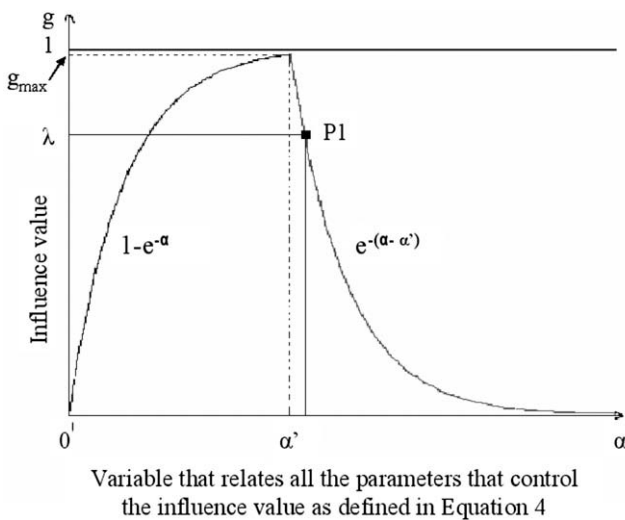 g
1
gmax
λ
P1
Influence value
1-e-α
e-(α- α’)
0
α’
α
Variable that relates all the parameters that control
the influence value as defined in Equation 4